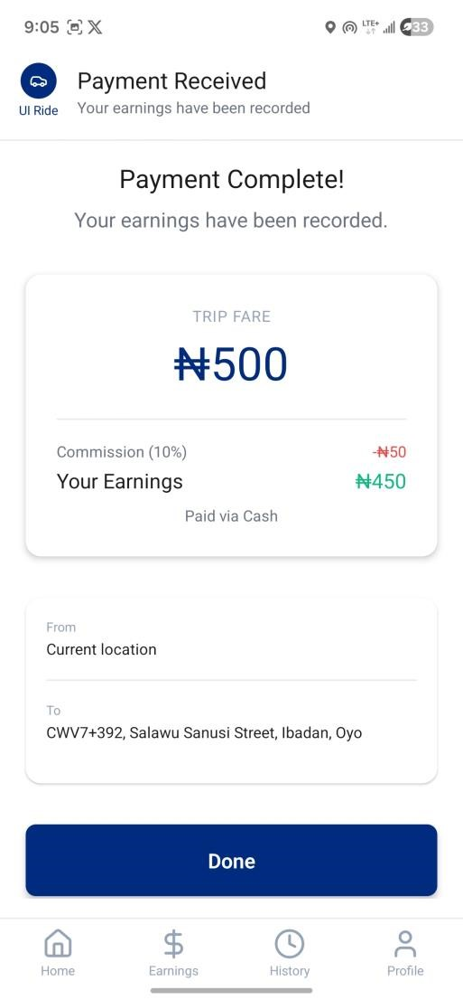 9:05
LTE+
33
UI Ride
Payment Received
Your earnings have been recorded
Payment Complete!
Your earnings have been recorded.
TRIP FARE
₦500
Commission (10%) -₦50
Your Earnings ₦450
Paid via Cash
From
Current location
To
CWV7+392, Salawu Sanusi Street, Ibadan, Oyo
Done
Home Earnings History Profile